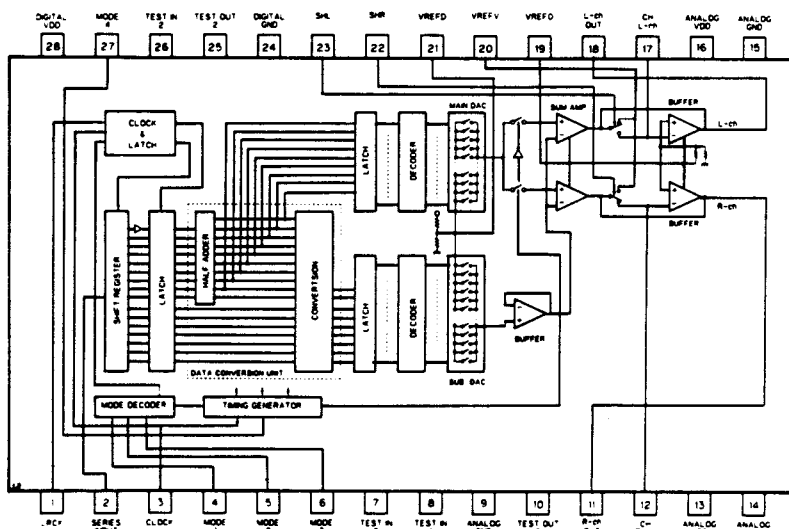 DIGITAL VDD
MODE 4
TEST IN 2
TEST OUT 2
DIGITAL GND
SHL
SHR
VREFD
VREFV
VREFD
L-ch OUT
CH L-ch
ANALOG VDD
ANALOG GND
28
27
26
25
24
23
22
21
20
19
18
17
16
15
CLOCK & LATCH
MAIN DAC
SUM AMP
BUFFER
L-ch
LATCH
DECODER
R-ch
BUFFER
SHIFT REGISTER
LATCH
HALF ADDER
CONVERTSION
LATCH
DECODER
BUFFER
DATA CONVERSION UNIT
SUB DAC
MODE DECODER
TIMING GENERATOR
1
2
3
4
5
6
7
8
9
10
11
12
13
14
LRCK
SERIES
CLOCK
MODE
MODE
MODE
TEST IN
TEST IN
ANALOG
TEST OUT
R-ch
CH
ANALOG
ANALOG